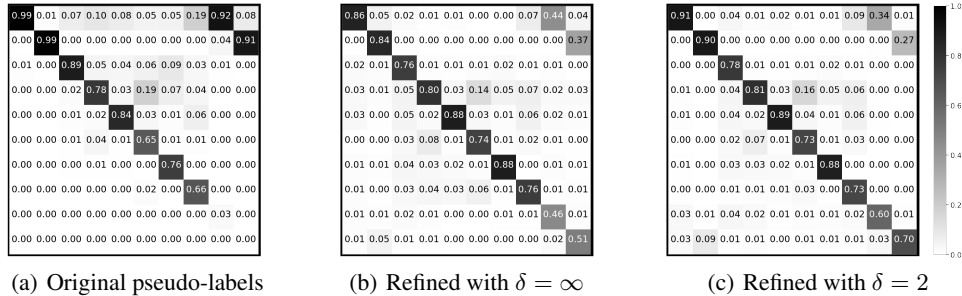 0.99 0.01 0.07 0.10 0.08 0.05 0.05 0.19 0.92 0.08
0.00 0.99 0.00 0.00 0.00 0.00 0.00 0.00 0.04 0.91
0.01 0.00 0.89 0.05 0.04 0.06 0.09 0.03 0.01 0.00
0.00 0.00 0.02 0.78 0.03 0.19 0.07 0.04 0.00 0.00
0.00 0.00 0.01 0.02 0.84 0.03 0.01 0.06 0.00 0.00
0.00 0.00 0.01 0.04 0.01 0.65 0.01 0.01 0.00 0.00
0.00 0.00 0.00 0.01 0.00 0.00 0.76 0.00 0.00 0.00
0.00 0.00 0.00 0.00 0.00 0.02 0.00 0.66 0.00 0.00
0.00 0.00 0.00 0.00 0.00 0.00 0.00 0.00 0.03 0.00
0.00 0.00 0.00 0.00 0.00 0.00 0.00 0.00 0.00 0.00
(a) Original pseudo-labels
0.86 0.05 0.02 0.01 0.01 0.00 0.00 0.07 0.44 0.04
0.00 0.84 0.00 0.00 0.00 0.00 0.00 0.00 0.01 0.37
0.02 0.01 0.76 0.01 0.00 0.01 0.01 0.01 0.01 0.00
0.01 0.00 0.03 0.80 0.03 0.14 0.05 0.02 0.02 0.03
0.01 0.00 0.02 0.02 0.88 0.03 0.01 0.06 0.02 0.01
0.01 0.00 0.03 0.08 0.01 0.74 0.02 0.01 0.01 0.01
0.01 0.01 0.04 0.03 0.02 0.01 0.88 0.01 0.01 0.01
0.01 0.00 0.03 0.04 0.03 0.06 0.01 0.76 0.01 0.01
0.06 0.01 0.05 0.02 0.01 0.01 0.00 0.05 0.46 0.01
0.01 0.05 0.01 0.01 0.00 0.00 0.00 0.00 0.02 0.51
(b) Refined with δ = ∞
0.91 0.00 0.04 0.02 0.01 0.01 0.01 0.09 0.34 0.01
0.00 0.90 0.00 0.00 0.00 0.00 0.00 0.00 0.01 0.27
0.01 0.00 0.78 0.01 0.00 0.01 0.01 0.01 0.00 0.00
0.00 0.00 0.04 0.81 0.03 0.16 0.05 0.03 0.00 0.00
0.00 0.00 0.02 0.01 0.89 0.04 0.01 0.06 0.00 0.00
0.00 0.00 0.02 0.07 0.01 0.73 0.03 0.01 0.00 0.00
0.01 0.00 0.03 0.03 0.02 0.01 0.88 0.01 0.00 0.00
0.00 0.00 0.01 0.02 0.01 0.03 0.00 0.73 0.00 0.00
0.03 0.01 0.04 0.02 0.01 0.01 0.01 0.05 0.60 0.01
0.03 0.09 0.01 0.01 0.00 0.01 0.00 0.01 0.03 0.70
(c) Refined with δ = 2
1.0
0.8
0.6
0.4
0.2
0.0